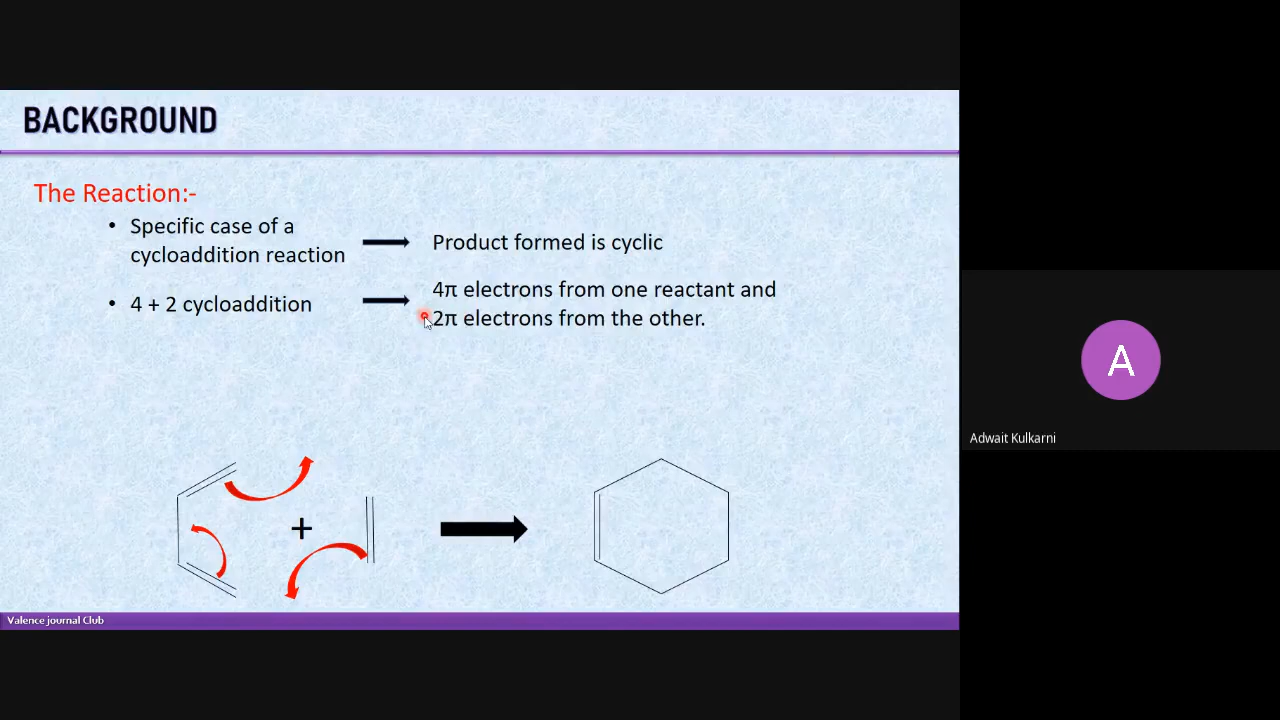 BACKGROUND
The Reaction:-
• Specific case of a
cycloaddition reaction
Product formed is cyclic
• 4 + 2 cycloaddition
4π electrons from one reactant and
2π electrons from the other.
+
Valence journal Club
A
Adwait Kulkarni